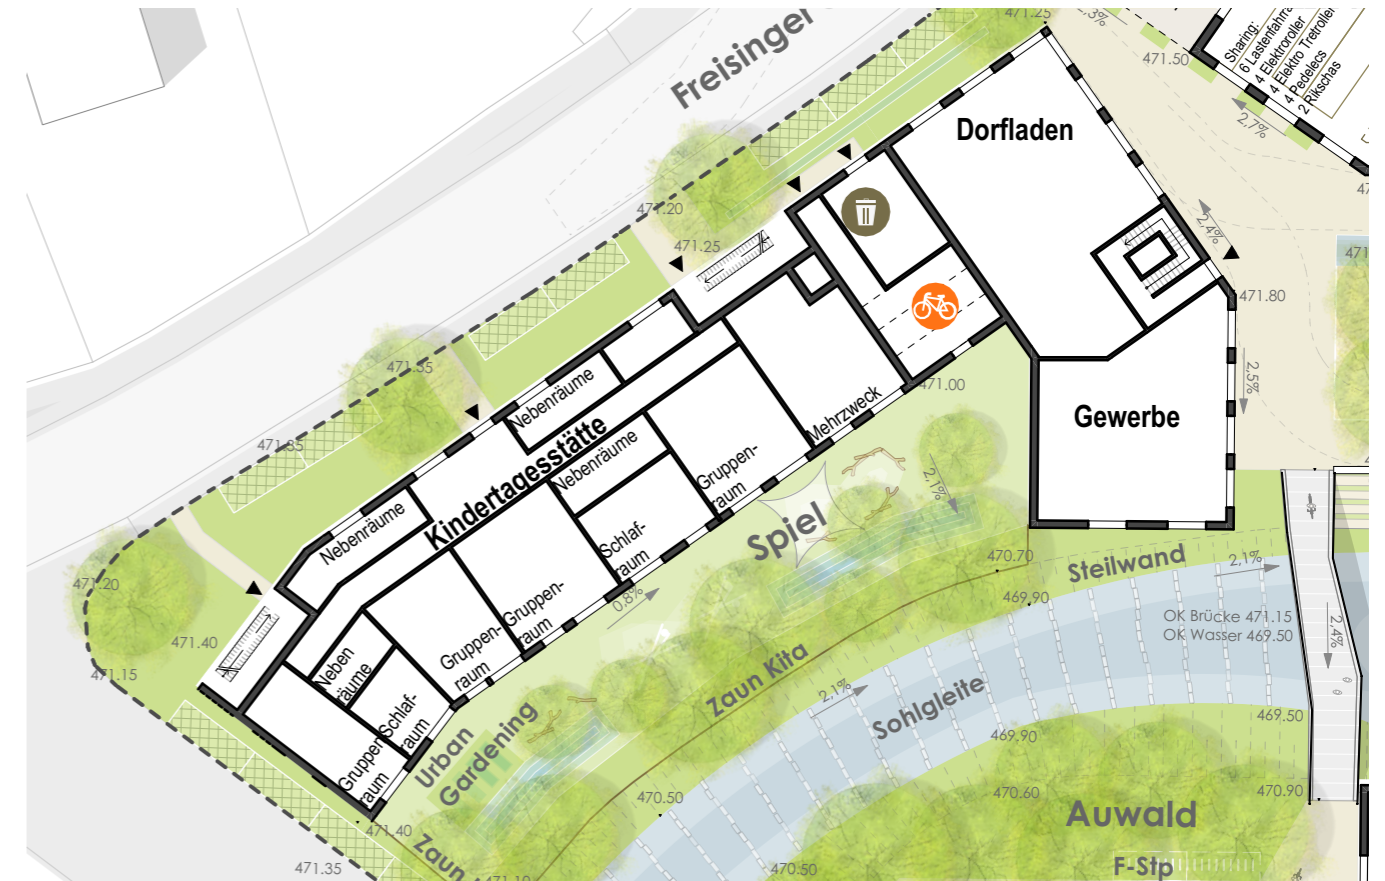 Freisinger
471.25
2,3%
471.50
Sharing:
6 Lastenfahrr
4 Elektroroller
4 Elektro Tretroller
4 Pedelecs
2 Rikschas
2,7%
Dorfladen
471.20
471.25
2,4%
471.80
2,5%
471.00
Gewerbe
471.35
471.20
471.40
471.15
Nebenräume
Nebenräume
Kindertagesstätte
Nebenräume
Mehrzweck
Gruppen-
raum
Schlaf-
raum
Gruppen-
raum
Gruppen-
raum
Neben
räume
Schlaf-
raum
Gruppen
raum
0,8%
Spiel
2,1%
470.70
469.90
Steilwand
2,1%
OK Brücke 471.15
OK Wasser 469.50
2,4%
Zaun Kita
2,1%
Sohlgleite
469.90
469.50
Urban
Gardening
470.50
470.60
470.90
Auwald
F-Stp
471.40
Zaun
471.35
471.10
470.50